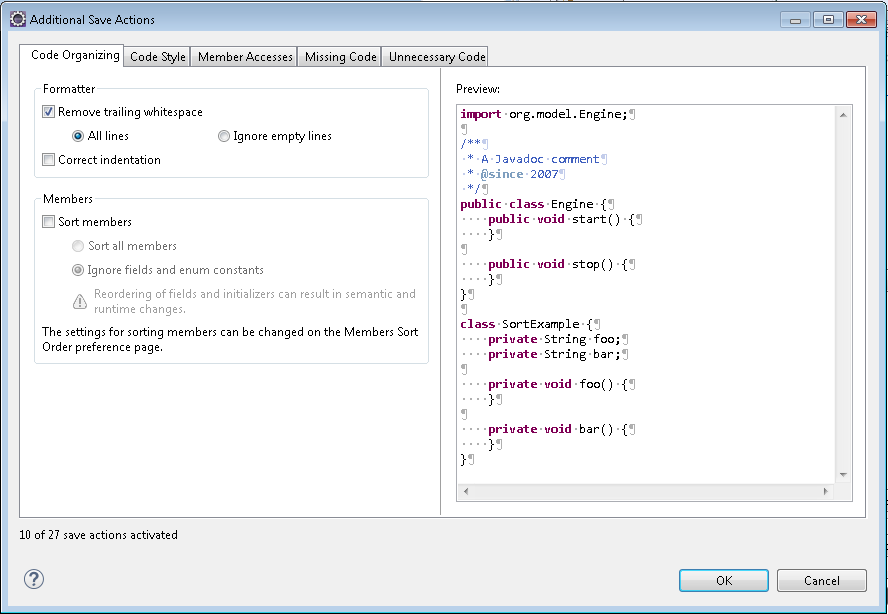 Additional Save Actions
Code Organizing Code Style Member Accesses Missing Code Unnecessary Code
Formatter
Remove trailing whitespace
All lines Ignore empty lines
Correct indentation
Members
Sort members
Sort all members
Ignore fields and enum constants
Reordering of fields and initializers can result in semantic and
runtime changes.
The settings for sorting members can be changed on the Members Sort
Order preference page.
Preview:
import·org.model.Engine;¶
¶
/**¶
·*·A·Javadoc·comment¶
·*·@since·2007¶
·*/¶
public·class·Engine·{¶
····public·void·start()·{¶
····}¶
¶
····public·void·stop()·{¶
····}¶
}¶
¶
class·SortExample·{¶
····private·String·foo;¶
····private·String·bar;¶
¶
····private·void·foo()·{¶
····}¶
¶
····private·void·bar()·{¶
····}¶
}¶
10 of 27 save actions activated
?
OK Cancel